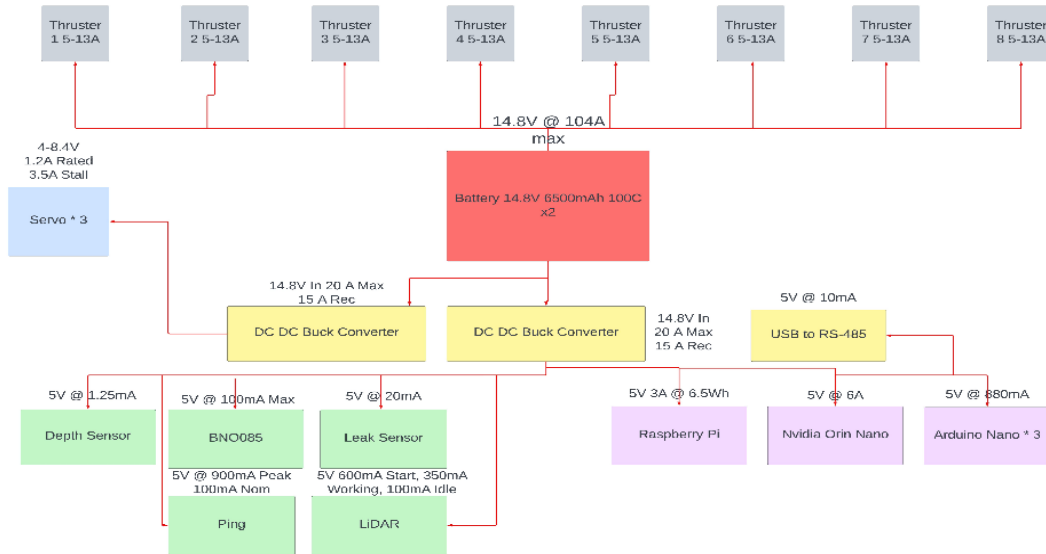 Thruster
1 5-13A
Thruster
2 5-13A
Thruster
3 5-13A
Thruster
4 5-13A
Thruster
5 5-13A
Thruster
6 5-13A
Thruster
7 5-13A
Thruster
8 5-13A
14.8V @ 104A
max
4-8.4V
1.2A Rated
3.5A Stall
Servo * 3
Battery 14.8V 6500mAh 100C
x2
14.8V In 20 A Max
15 A Rec
DC DC Buck Converter
DC DC Buck Converter
14.8V In
20 A Max
15 A Rec
5V @ 10mA
USB to RS-485
5V @ 1.25mA
Depth Sensor
5V @ 100mA Max
BNO085
5V @ 20mA
Leak Sensor
5V 3A @ 6.5Wh
Raspberry Pi
5V @ 6A
Nvidia Orin Nano
5V @ 880mA
Arduino Nano * 3
5V @ 900mA Peak
100mA Nom
Ping
5V 600mA Start, 350mA
Working, 100mA Idle
LiDAR